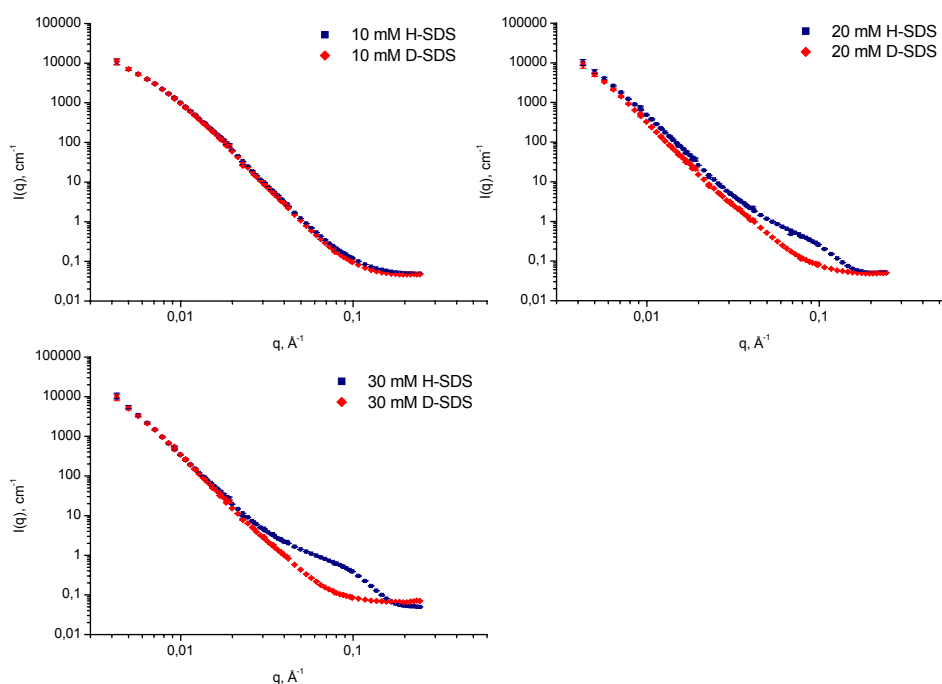 100000
10000
1000
100
10
1
0,1
0,01
0,01
0,1
I(q), cm⁻¹
q, Å⁻¹
10 mM H-SDS
10 mM D-SDS
100000
10000
1000
100
10
1
0,1
0,01
0,01
0,1
I(q), cm⁻¹
q, Å⁻¹
20 mM H-SDS
20 mM D-SDS
100000
10000
1000
100
10
1
0,1
0,01
0,01
0,1
I(q), cm⁻¹
q, Å⁻¹
30 mM H-SDS
30 mM D-SDS